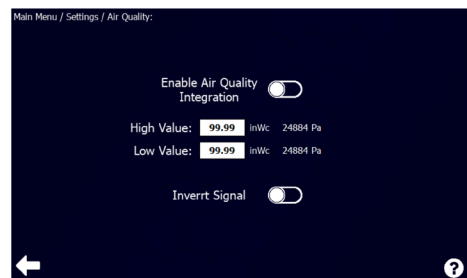 Main Menu / Settings / Air Quality:
Enable Air Quality
Integration
High Value: 99.99 inWc 24884 Pa
Low Value: 99.99 inWc 24884 Pa
Inverrt Signal
?